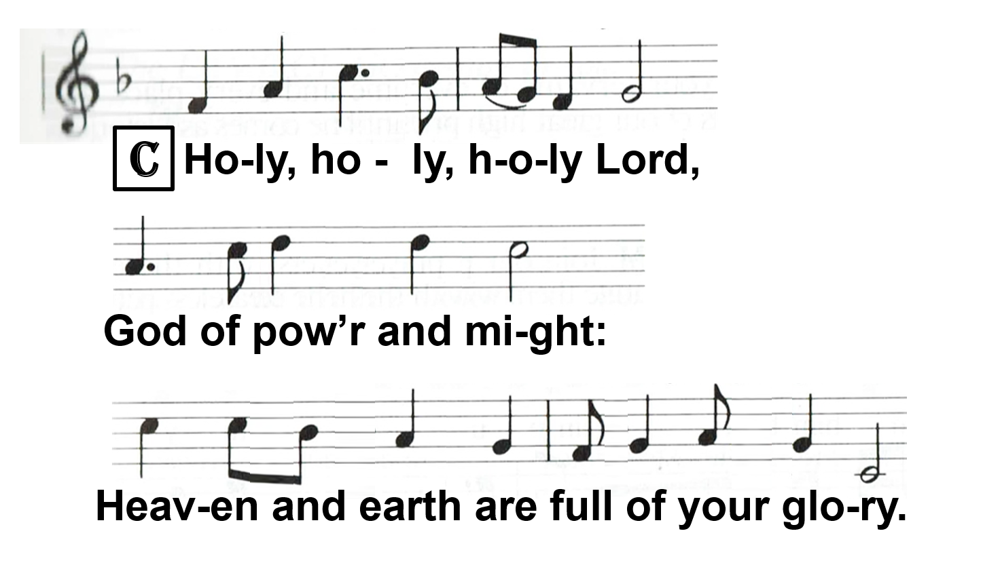 C Ho-ly, ho - ly, h-o-ly Lord,
God of pow’r and mi-ght:
Heav-en and earth are full of your glo-ry.